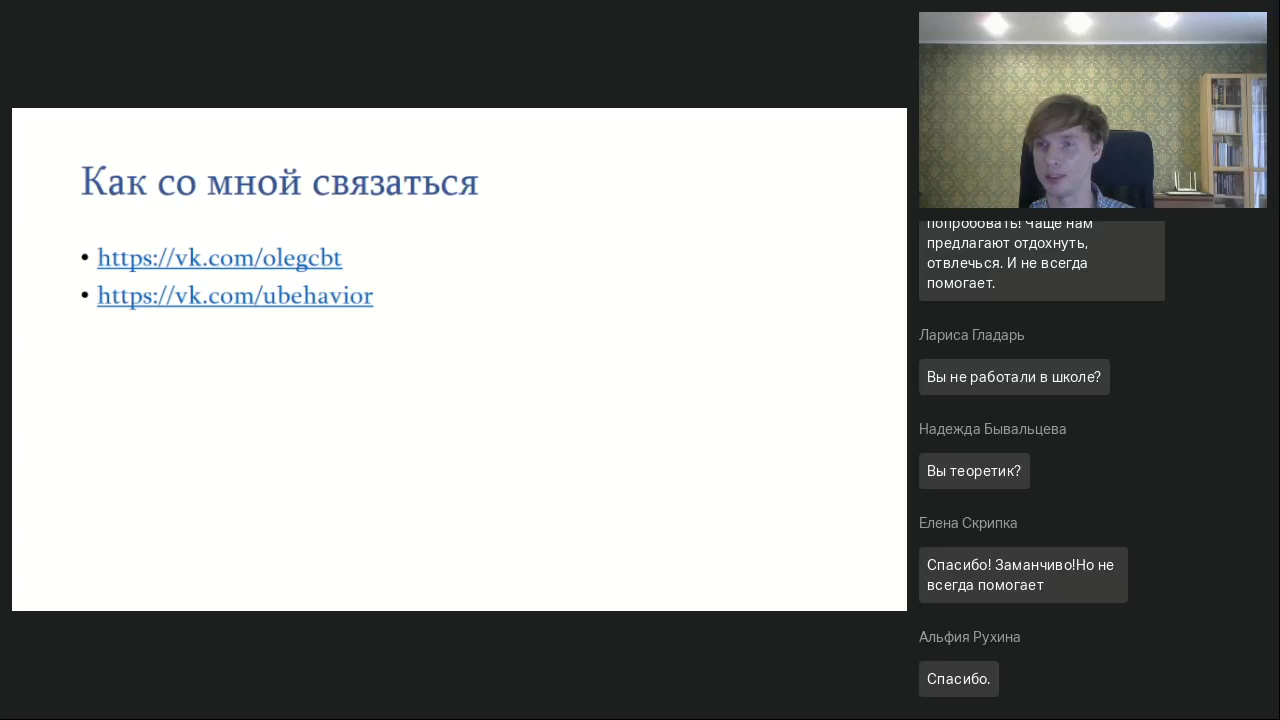 Как со мной связаться
• https://vk.com/olegcbt
• https://vk.com/ubehavior
попробовать! Чаще нам
предлагают отдохнуть,
отвлечься. И не всегда
помогает.
Лариса Гладарь
Вы не работали в школе?
Надежда Бывальцева
Вы теоретик?
Елена Скрипка
Спасибо! Заманчиво!Но не
всегда помогает
Альфия Рухина
Спасибо.